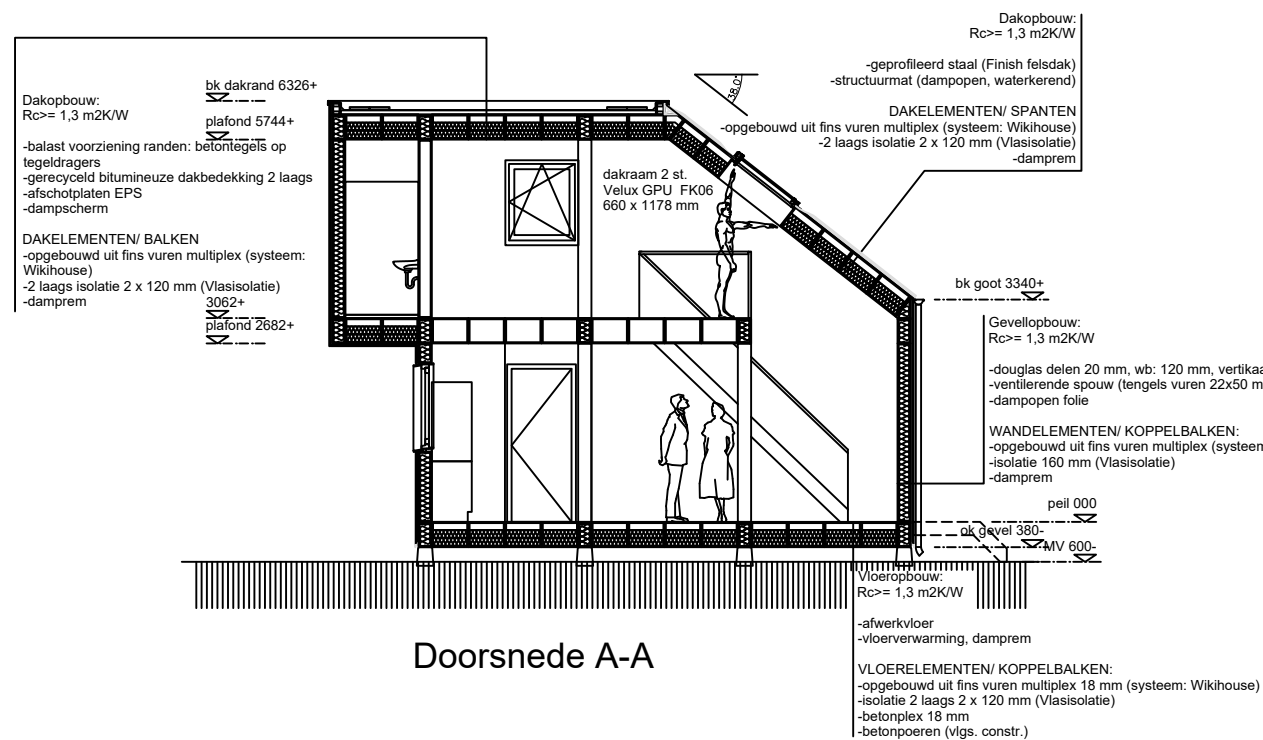 Dakopbouw:
Rc>= 1,3 m2K/W
-balast voorziening randen: betontegels op
tegeldragers
-gerecyceld bitumineuze dakbedekking 2 laags
-afschotplaten EPS
-dampscherm
DAKELEMENTEN/ BALKEN
-opgebouwd uit fins vuren multiplex (systeem:
Wikihouse)
-2 laags isolatie 2 x 120 mm (Vlasisolatie)
-damprem
bk dakrand 6326+
plafond 5744+
3062+
plafond 2682+
dakraam 2 st.
Velux GPU FK06
660 x 1178 mm
38.0°
Dakopbouw:
Rc>= 1,3 m2K/W
-geprofileerd staal (Finish felsdak)
-structuurmat (dampopen, waterkerend)
DAKELEMENTEN/ SPANTEN
-opgebouwd uit fins vuren multiplex (systeem: Wikihouse)
-2 laags isolatie 2 x 120 mm (Vlasisolatie)
-damprem
bk goot 3340+
Gevellopbouw:
Rc>= 1,3 m2K/W
-douglas delen 20 mm, wb: 120 mm, vertikaa
-ventilerende spouw (tengels vuren 22x50 m
-dampopen folie
WANDELEMENTEN/ KOPPELBALKEN:
-opgebouwd uit fins vuren multiplex (systeem
-isolatie 160 mm (Vlasisolatie)
-damprem
peil 000
ok gevel 380-
MV 600-
Vloeropbouw:
Rc>= 1,3 m2K/W
-afwerkvloer
-vloerverwarming, damprem
VLOERELEMENTEN/ KOPPELBALKEN:
-opgebouwd uit fins vuren multiplex 18 mm (systeem: Wikihouse)
-isolatie 2 laags 2 x 120 mm (Vlasisolatie)
-betonplex 18 mm
-betonpoeren (vlgs. constr.)
Doorsnede A-A